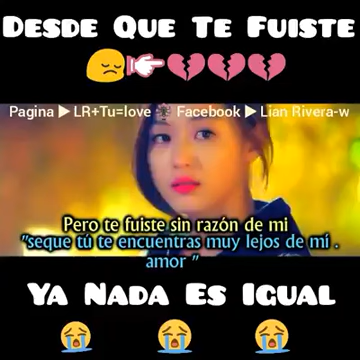 Desde Que Te Fuiste
😔👉💔💔💔
Pagina ▶ LR+Tu=love 🕷 Facebook ▶ Lian Rivera-w
Pero te fuiste sin razón de mi
"seque tú te encuentras muy lejos de mí .
amor "
Ya Nada Es Igual
😭 😭 😭